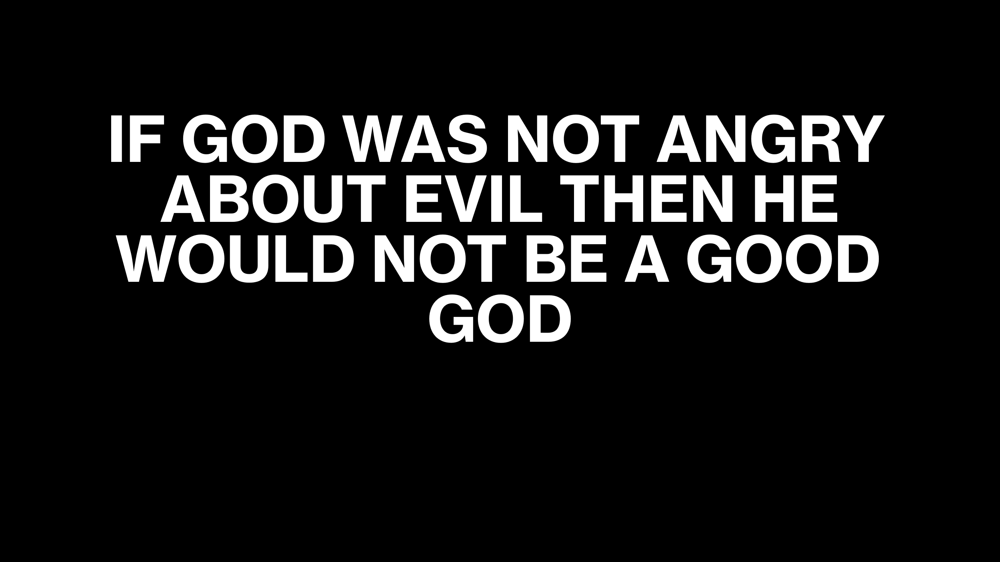 IF GOD WAS NOT ANGRY
ABOUT EVIL THEN HE
WOULD NOT BE A GOOD
GOD